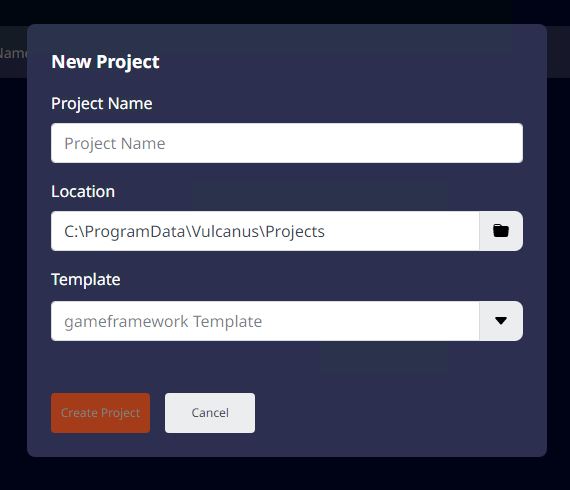 Name
New Project
Project Name
Project Name
Location
C:\ProgramData\Vulcanus\Projects
Template
gameframework Template
Create Project
Cancel